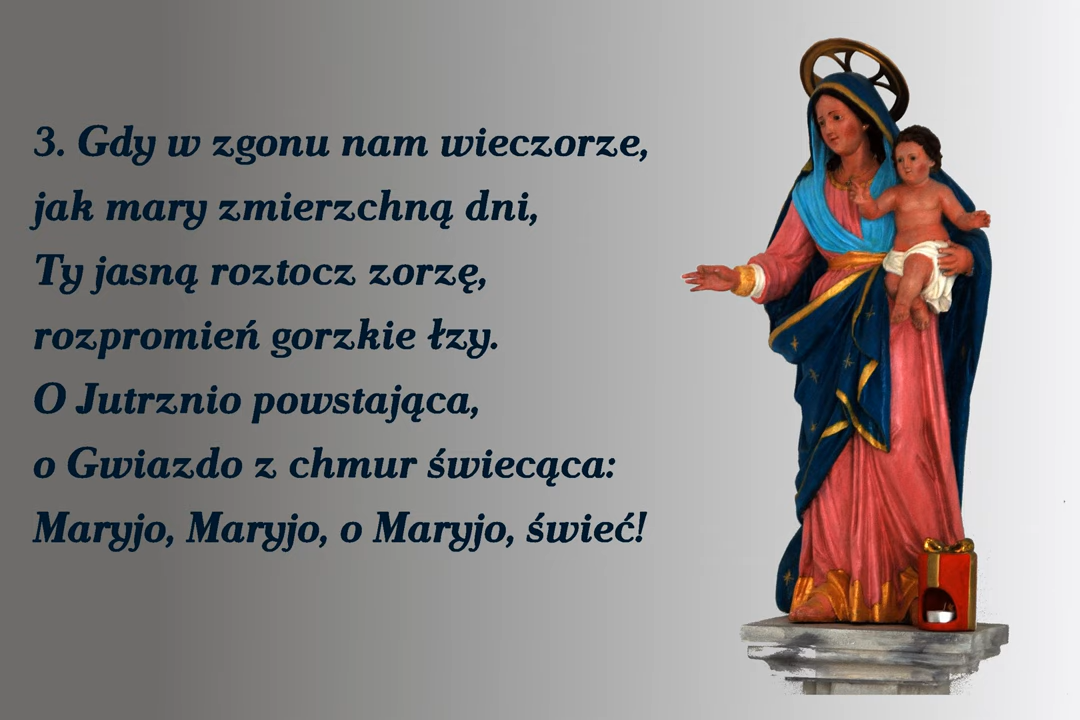 3. Gdy w zgonu nam wieczorze,
jak mary zmierzchną dni,
Ty jasną roztocz zorzę,
rozpromień gorzkie łzy.
O Jutrznio powstająca,
o Gwiazdo z chmur świecąca:
Maryjo, Maryjo, o Maryjo, świeć!